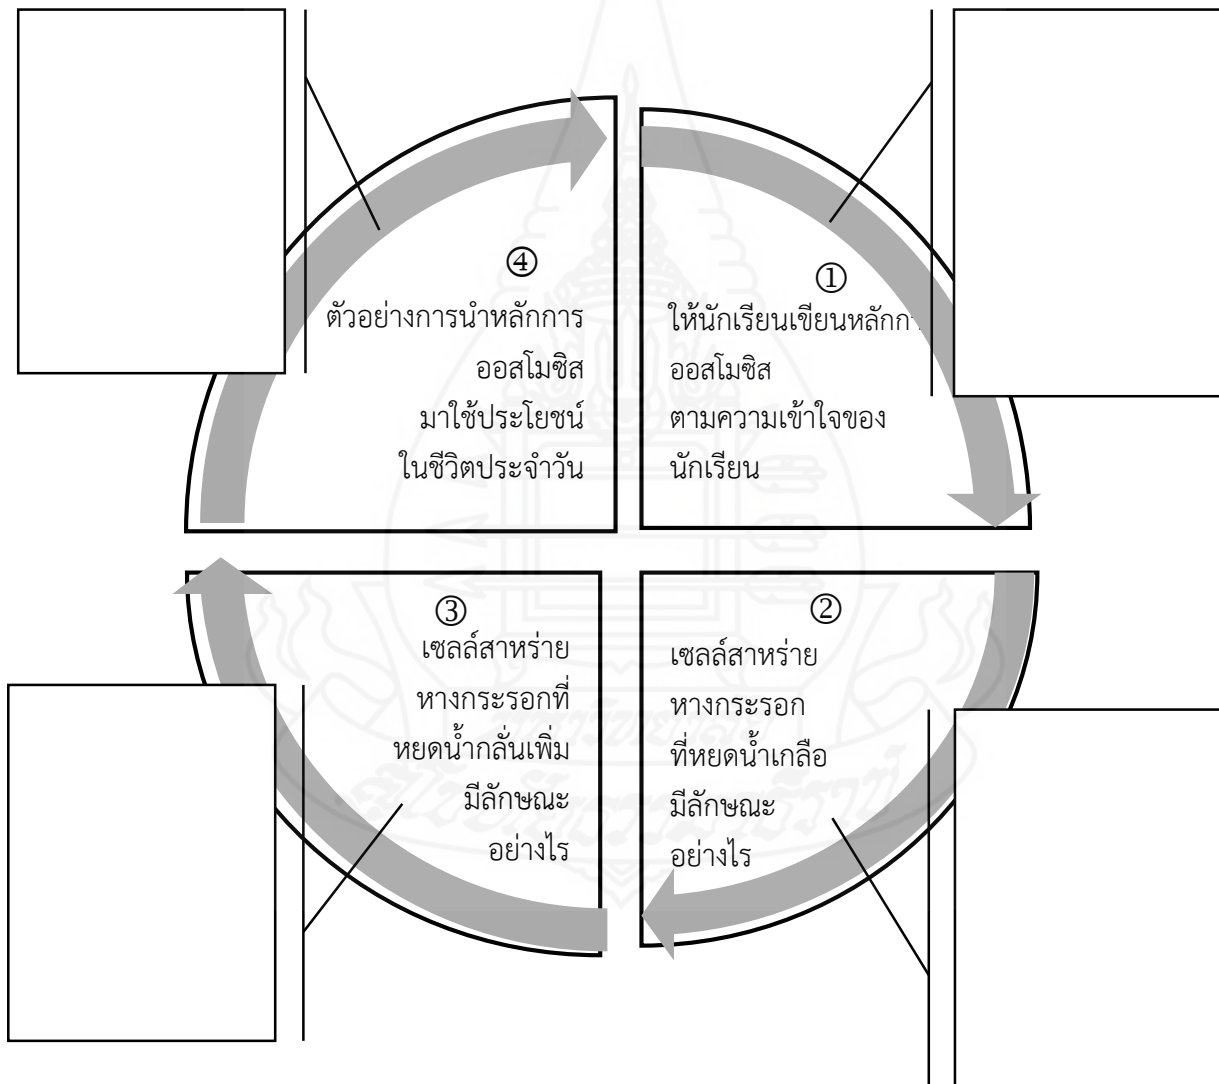 ①
ให้นักเรียนเขียนหลักกา
ออสโมซิส
ตามความเข้าใจของ
นักเรียน
②
เซลล์สาหร่าย
หางกระรอก
ที่หยดน้ำเกลือ
มีลักษณะ
อย่างไร
③
เซลล์สาหร่าย
หางกระรอกที่
หยดน้ำกลั่นเพิ่ม
มีลักษณะ
อย่างไร
④
ตัวอย่างการนำหลักการ
ออสโมซิส
มาใช้ประโยชน์
ในชีวิตประจำวัน